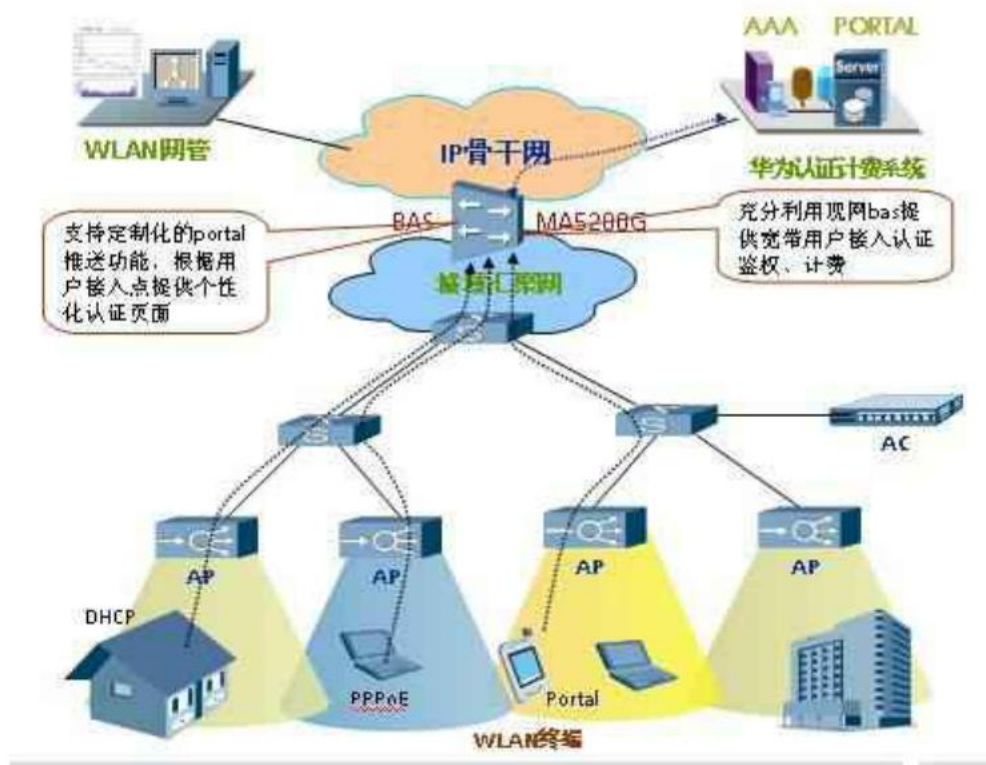 AAA PORTAL
Server
WLAN网管
IP骨干网
华为认证计费系统
BAS
MA5200G
支持定制化的portal
推送功能，根据用
户接入点提供个性
化认证页面
充分利用现网bas提
供宽带用户接入认证
鉴权、计费
AC
AP
AP
AP
AP
DHCP
PPPoE
Portal
WLAN终端